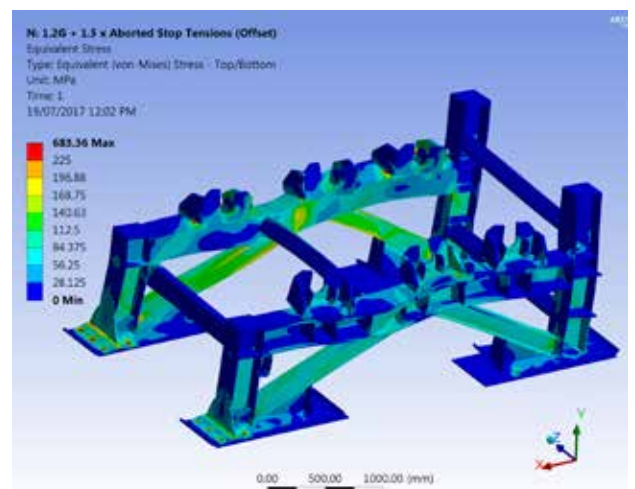 N: 1.2G + 1.5 x Aborted Stop Tensions (Offset)
Equivalent Stress
Type: Equivalent (von-Mises) Stress - Top/Bottom
Unit: MPa
Time: 1
19/07/2017 12:02 PM
683.36 Max
225
196.88
168.75
140.63
112.5
84.375
56.25
28.125
0 Min
Y
Z
X
0.00 500.00 1000.00 (mm)